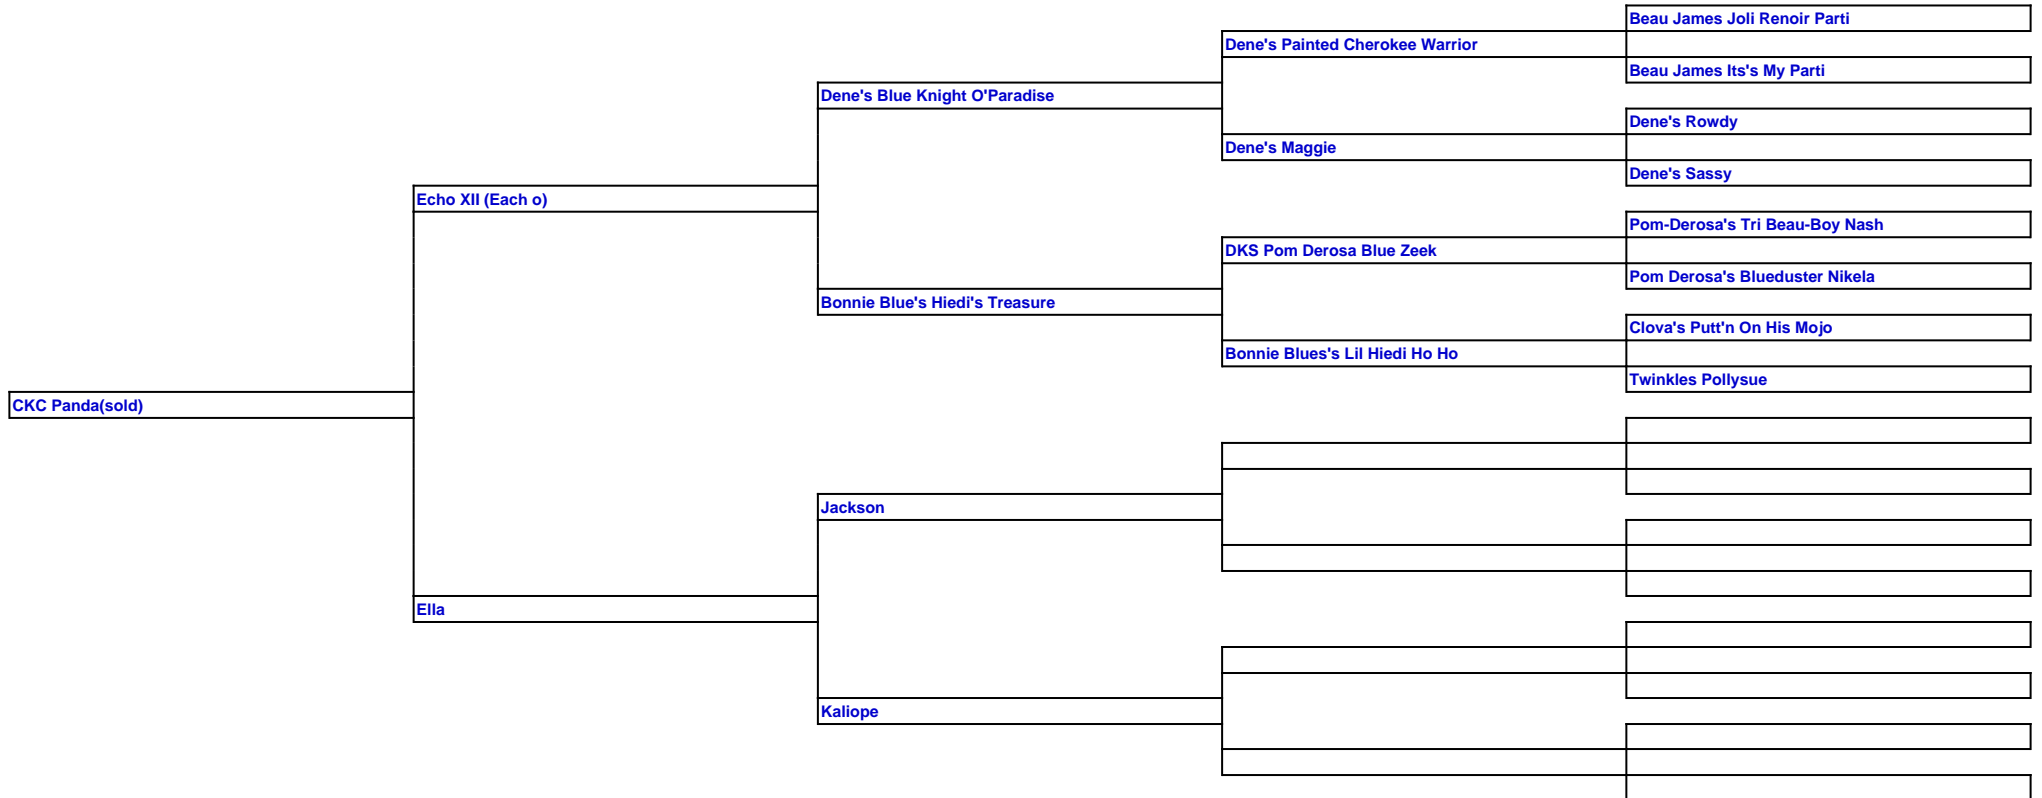 Beau James Joli Renoir Parti
Dene's Painted Cherokee Warrior
Beau James Its's My Parti
Dene's Blue Knight O'Paradise
Dene's Rowdy
Dene's Maggie
Dene's Sassy
Echo XII (Each o)
Pom-Derosa's Tri Beau-Boy Nash
DKS Pom Derosa Blue Zeek
Pom Derosa's Blueduster Nikela
Bonnie Blue's Hiedi's Treasure
Clova's Putt'n On His Mojo
Bonnie Blues's Lil Hiedi Ho Ho
Twinkles Pollysue
CKC Panda(sold)
Jackson
Ella
Kaliope